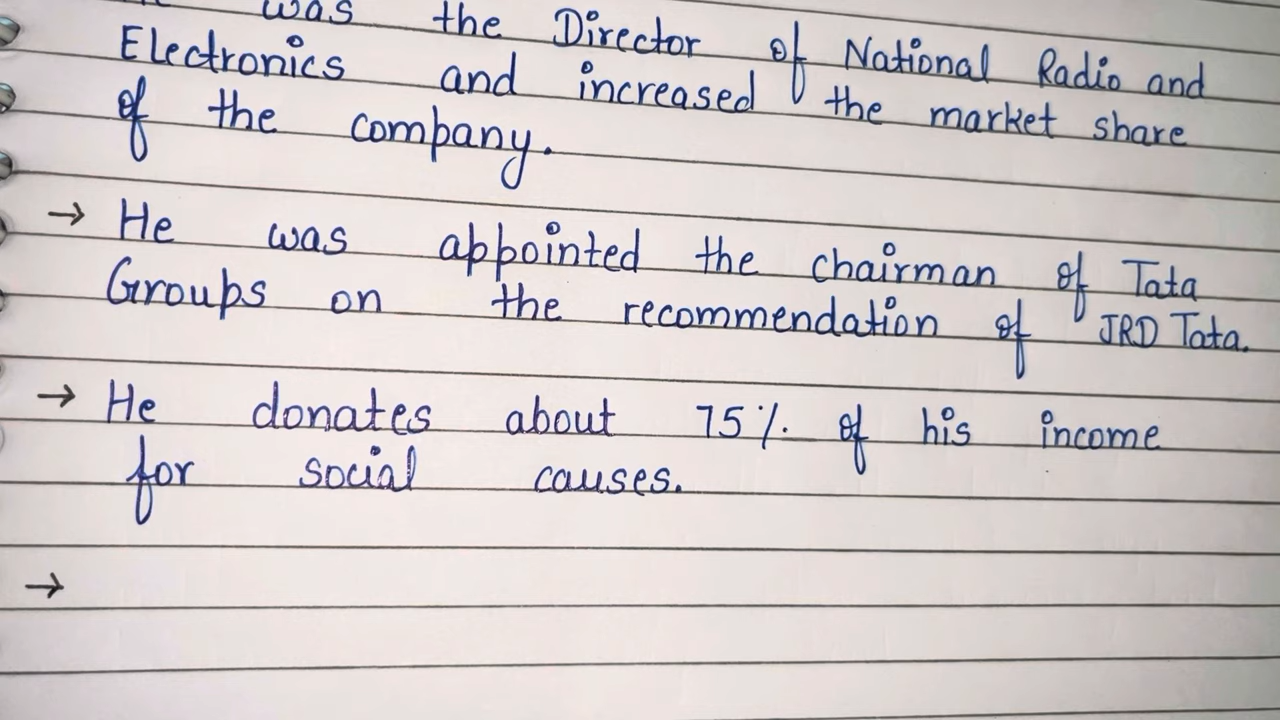 was the Director of National Radio and
Electronics and increased the market share
of the company.
→ He was appointed the chairman of Tata
Groups on the recommendation of JRD Tata.
→ He donates about 75% of his income
for social causes.
→